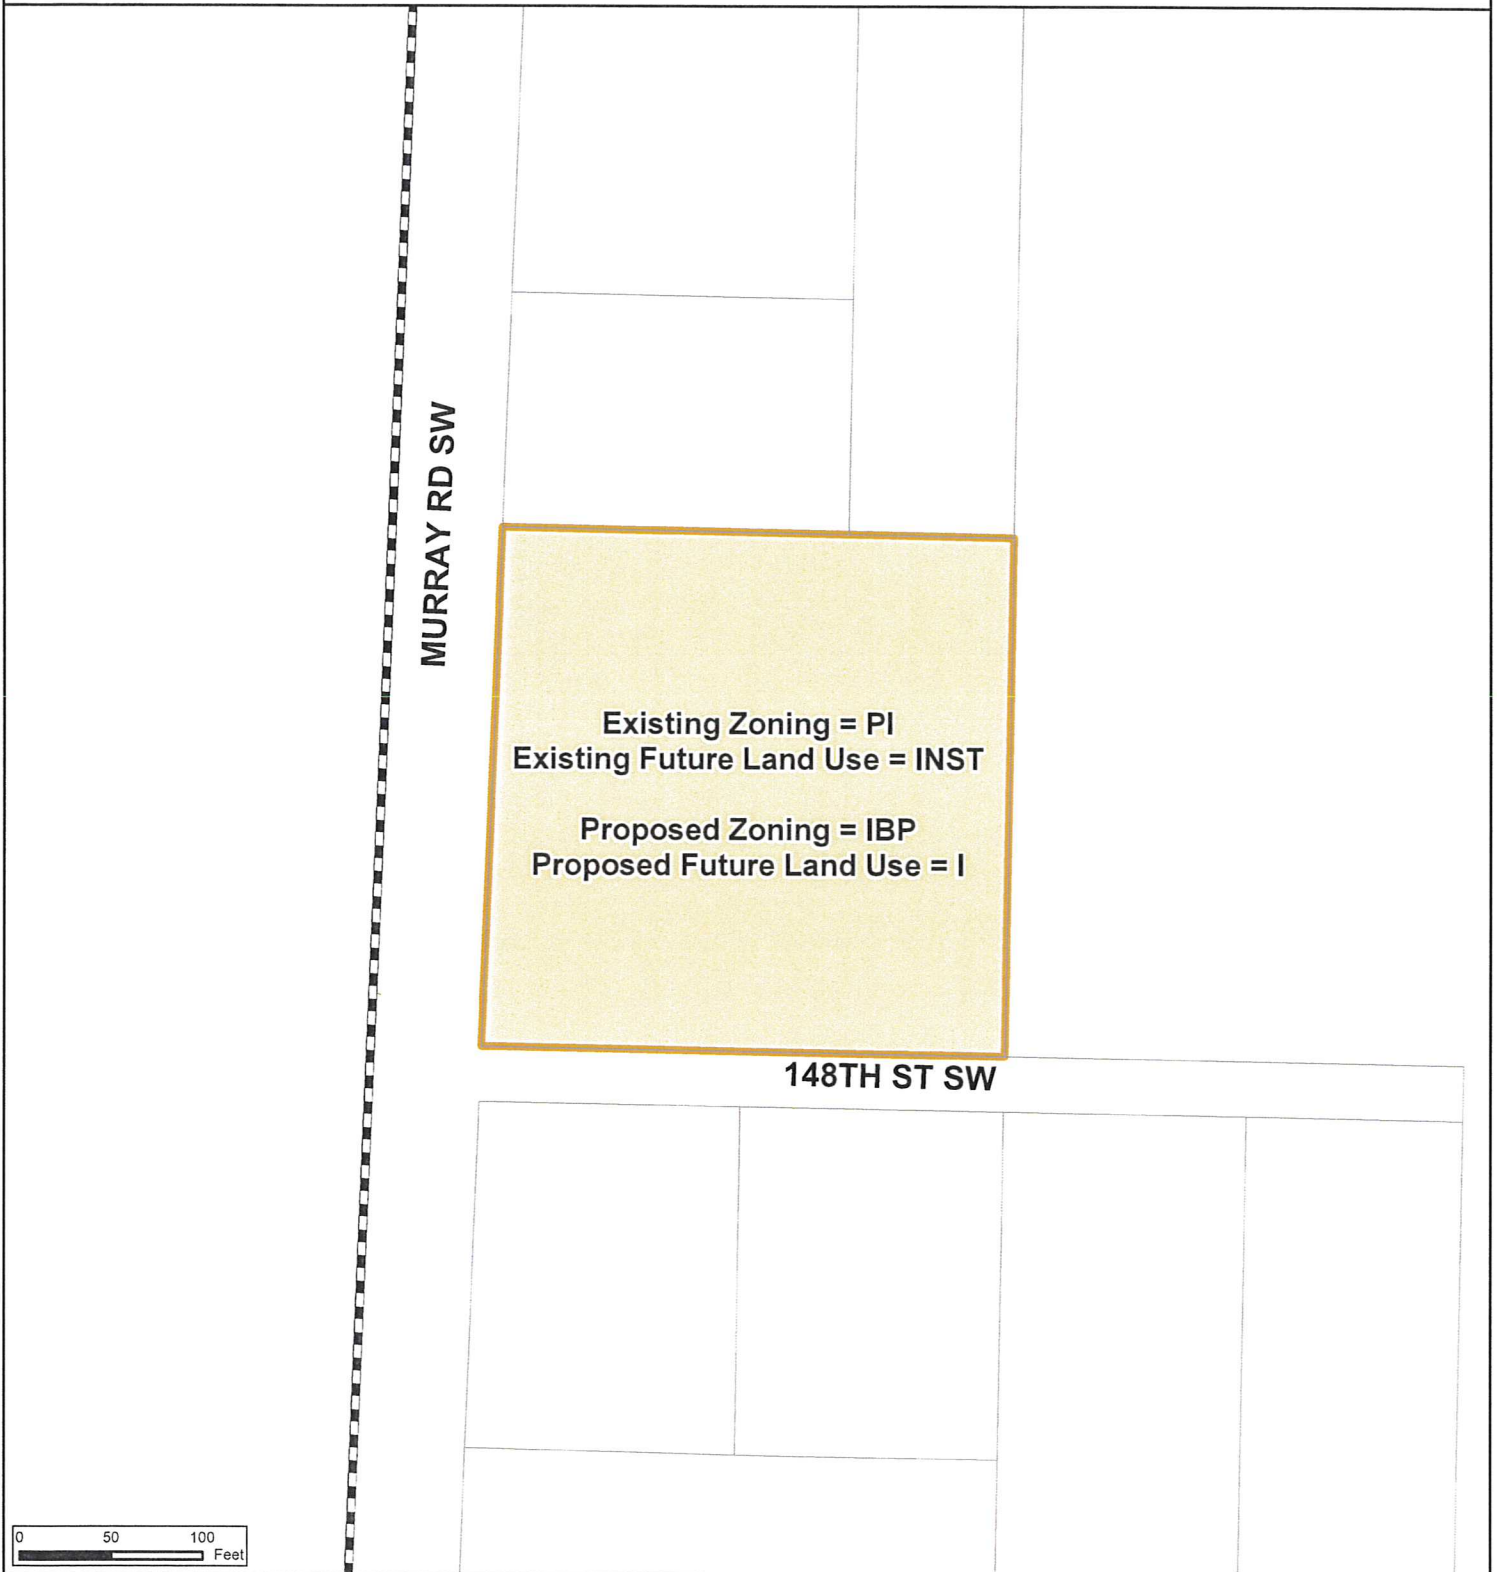 MURRAY RD SW
Existing Zoning = PI
Existing Future Land Use = INST
Proposed Zoning = IBP
Proposed Future Land Use = I
148TH ST SW
0 50 100
Feet